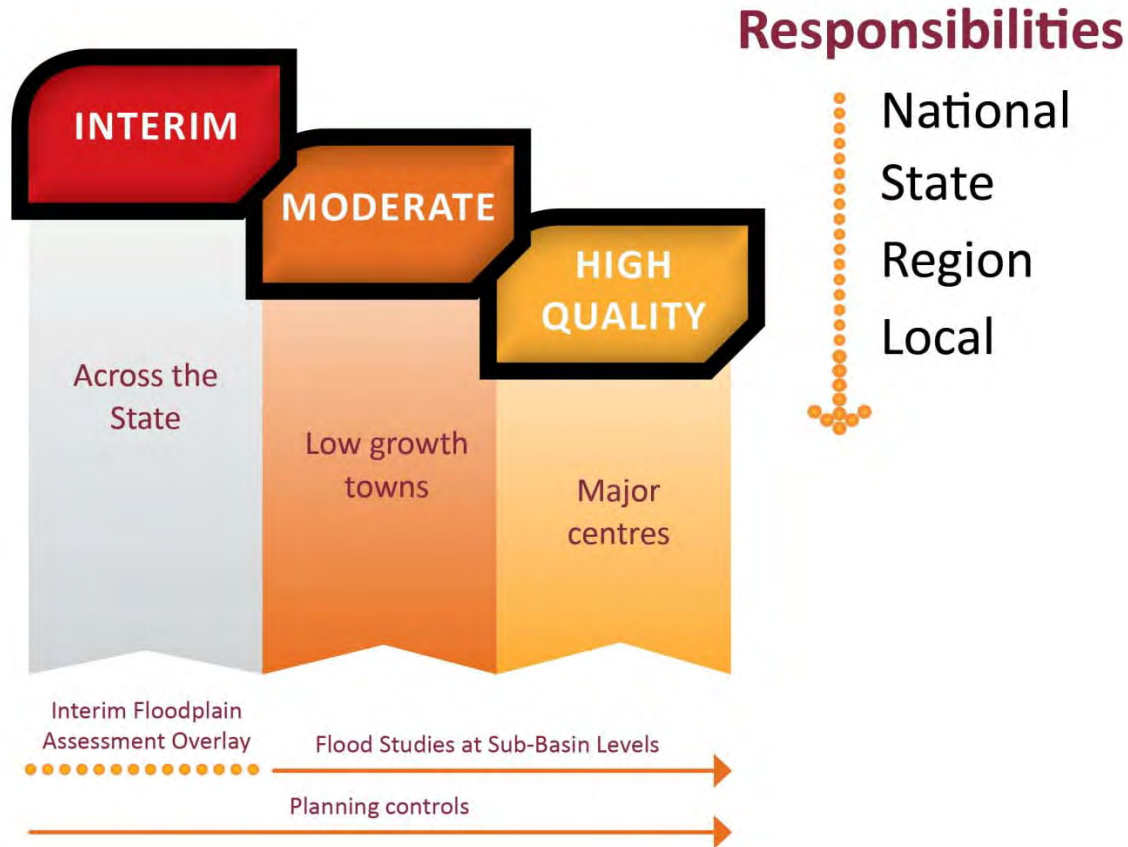 Responsibilities
National
State
Region
Local
INTERIM
MODERATE
HIGH
QUALITY
Across the
State
Low growth
towns
Major
centres
Interim Floodplain
Assessment Overlay
Flood Studies at Sub-Basin Levels
Planning controls